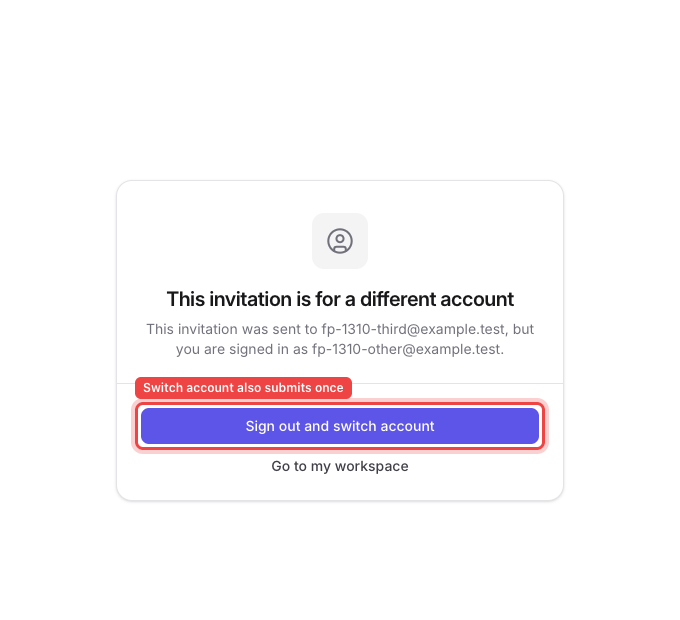 This invitation is for a different account
This invitation was sent to fp-1310-third@example.test, but
you are signed in as fp-1310-other@example.test.
Switch account also submits once
Sign out and switch account
Go to my workspace